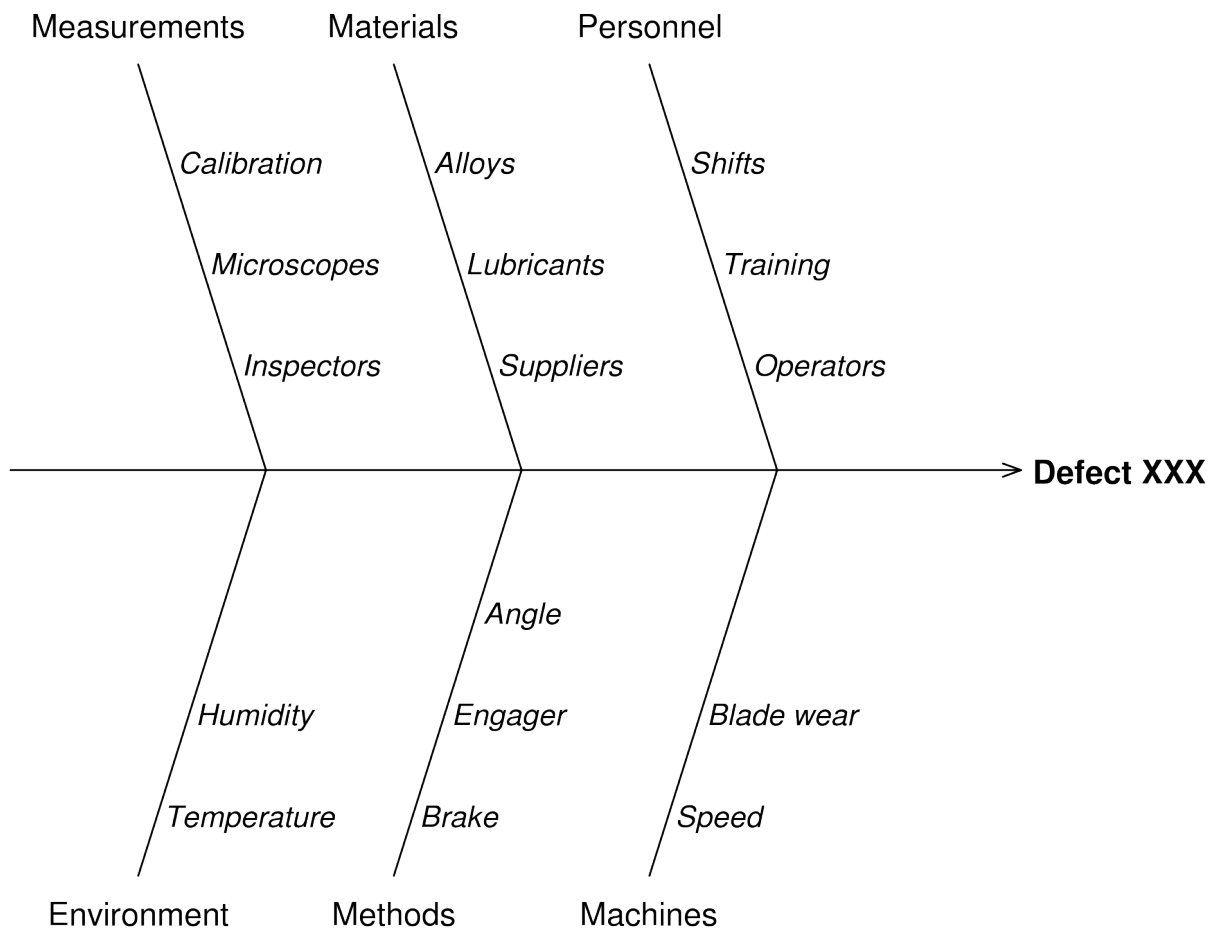 Measurements
Materials
Personnel
Calibration
Alloys
Shifts
Microscopes
Lubricants
Training
Inspectors
Suppliers
Operators
Defect XXX
Angle
Humidity
Engager
Blade wear
Temperature
Brake
Speed
Environment
Methods
Machines